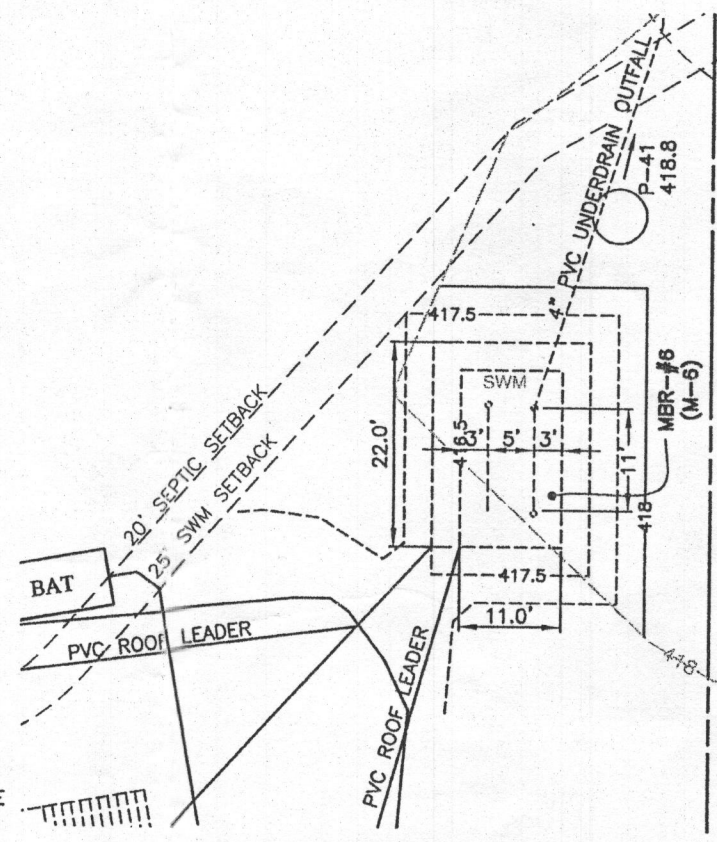 4" PVC UNDERDRAIN OUTFALL
P-41
418.8
417.5
SWM
20' SEPTIC SETBACK
25' SWM SETBACK
22.0'
416.5
3'
5'
3'
11'
MBR-#6
(M-6)
418
BAT
417.5
11.0'
PVC ROOF LEADER
PVC ROOF LEADER
418